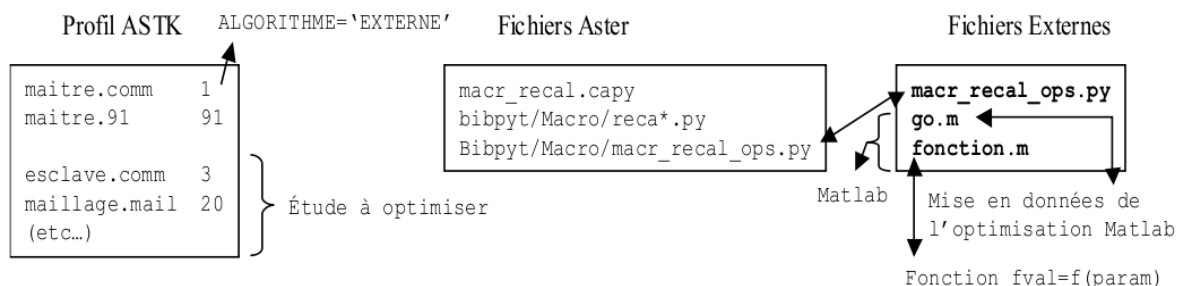 Profil ASTK
ALGORITHME=‘EXTERNE’
maitre.comm 1
maitre.91 91
esclave.comm 3
maillage.mail 20
(etc…)
Étude à optimiser
Fichiers Aster
macr_recal.capy
bibpyt/Macro/reca*.py
Bibpyt/Macro/macr_recal_ops.py
Fichiers Externes
macr_recal_ops.py
go.m
fonction.m
Matlab
Mise en données de
l’optimisation Matlab
Fonction fval=f(param)